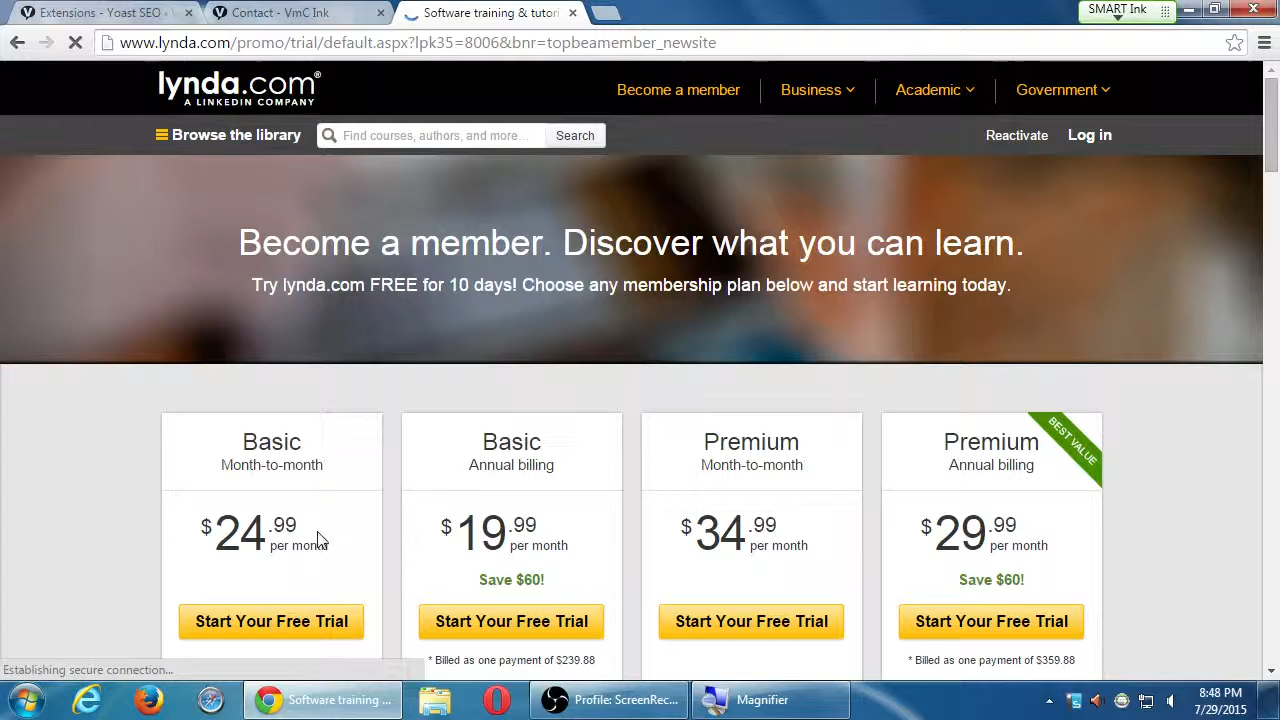 Extensions - Yoast SEO ‹ W
Contact - VmC Ink
Software training & tutori
SMART Ink
www.lynda.com/promo/trial/default.aspx?lpk35=8006&bnr=topbeamember_newsite
lynda.com®
A LINKEDIN COMPANY
Become a member
Business
Academic
Government
Browse the library
Find courses, authors, and more...
Search
Reactivate
Log in
Become a member. Discover what you can learn.
Try lynda.com FREE for 10 days! Choose any membership plan below and start learning today.
Basic
Month-to-month
$24.99
per month
Start Your Free Trial
Basic
Annual billing
$19.99
per month
Save $60!
Start Your Free Trial
* Billed as one payment of $239.88
Premium
Month-to-month
$34.99
per month
Start Your Free Trial
BEST VALUE
Premium
Annual billing
$29.99
per month
Save $60!
Start Your Free Trial
* Billed as one payment of $359.88
Establishing secure connection...
Software training ...
Profile: ScreenRec...
Magnifier
8:48 PM
7/29/2015